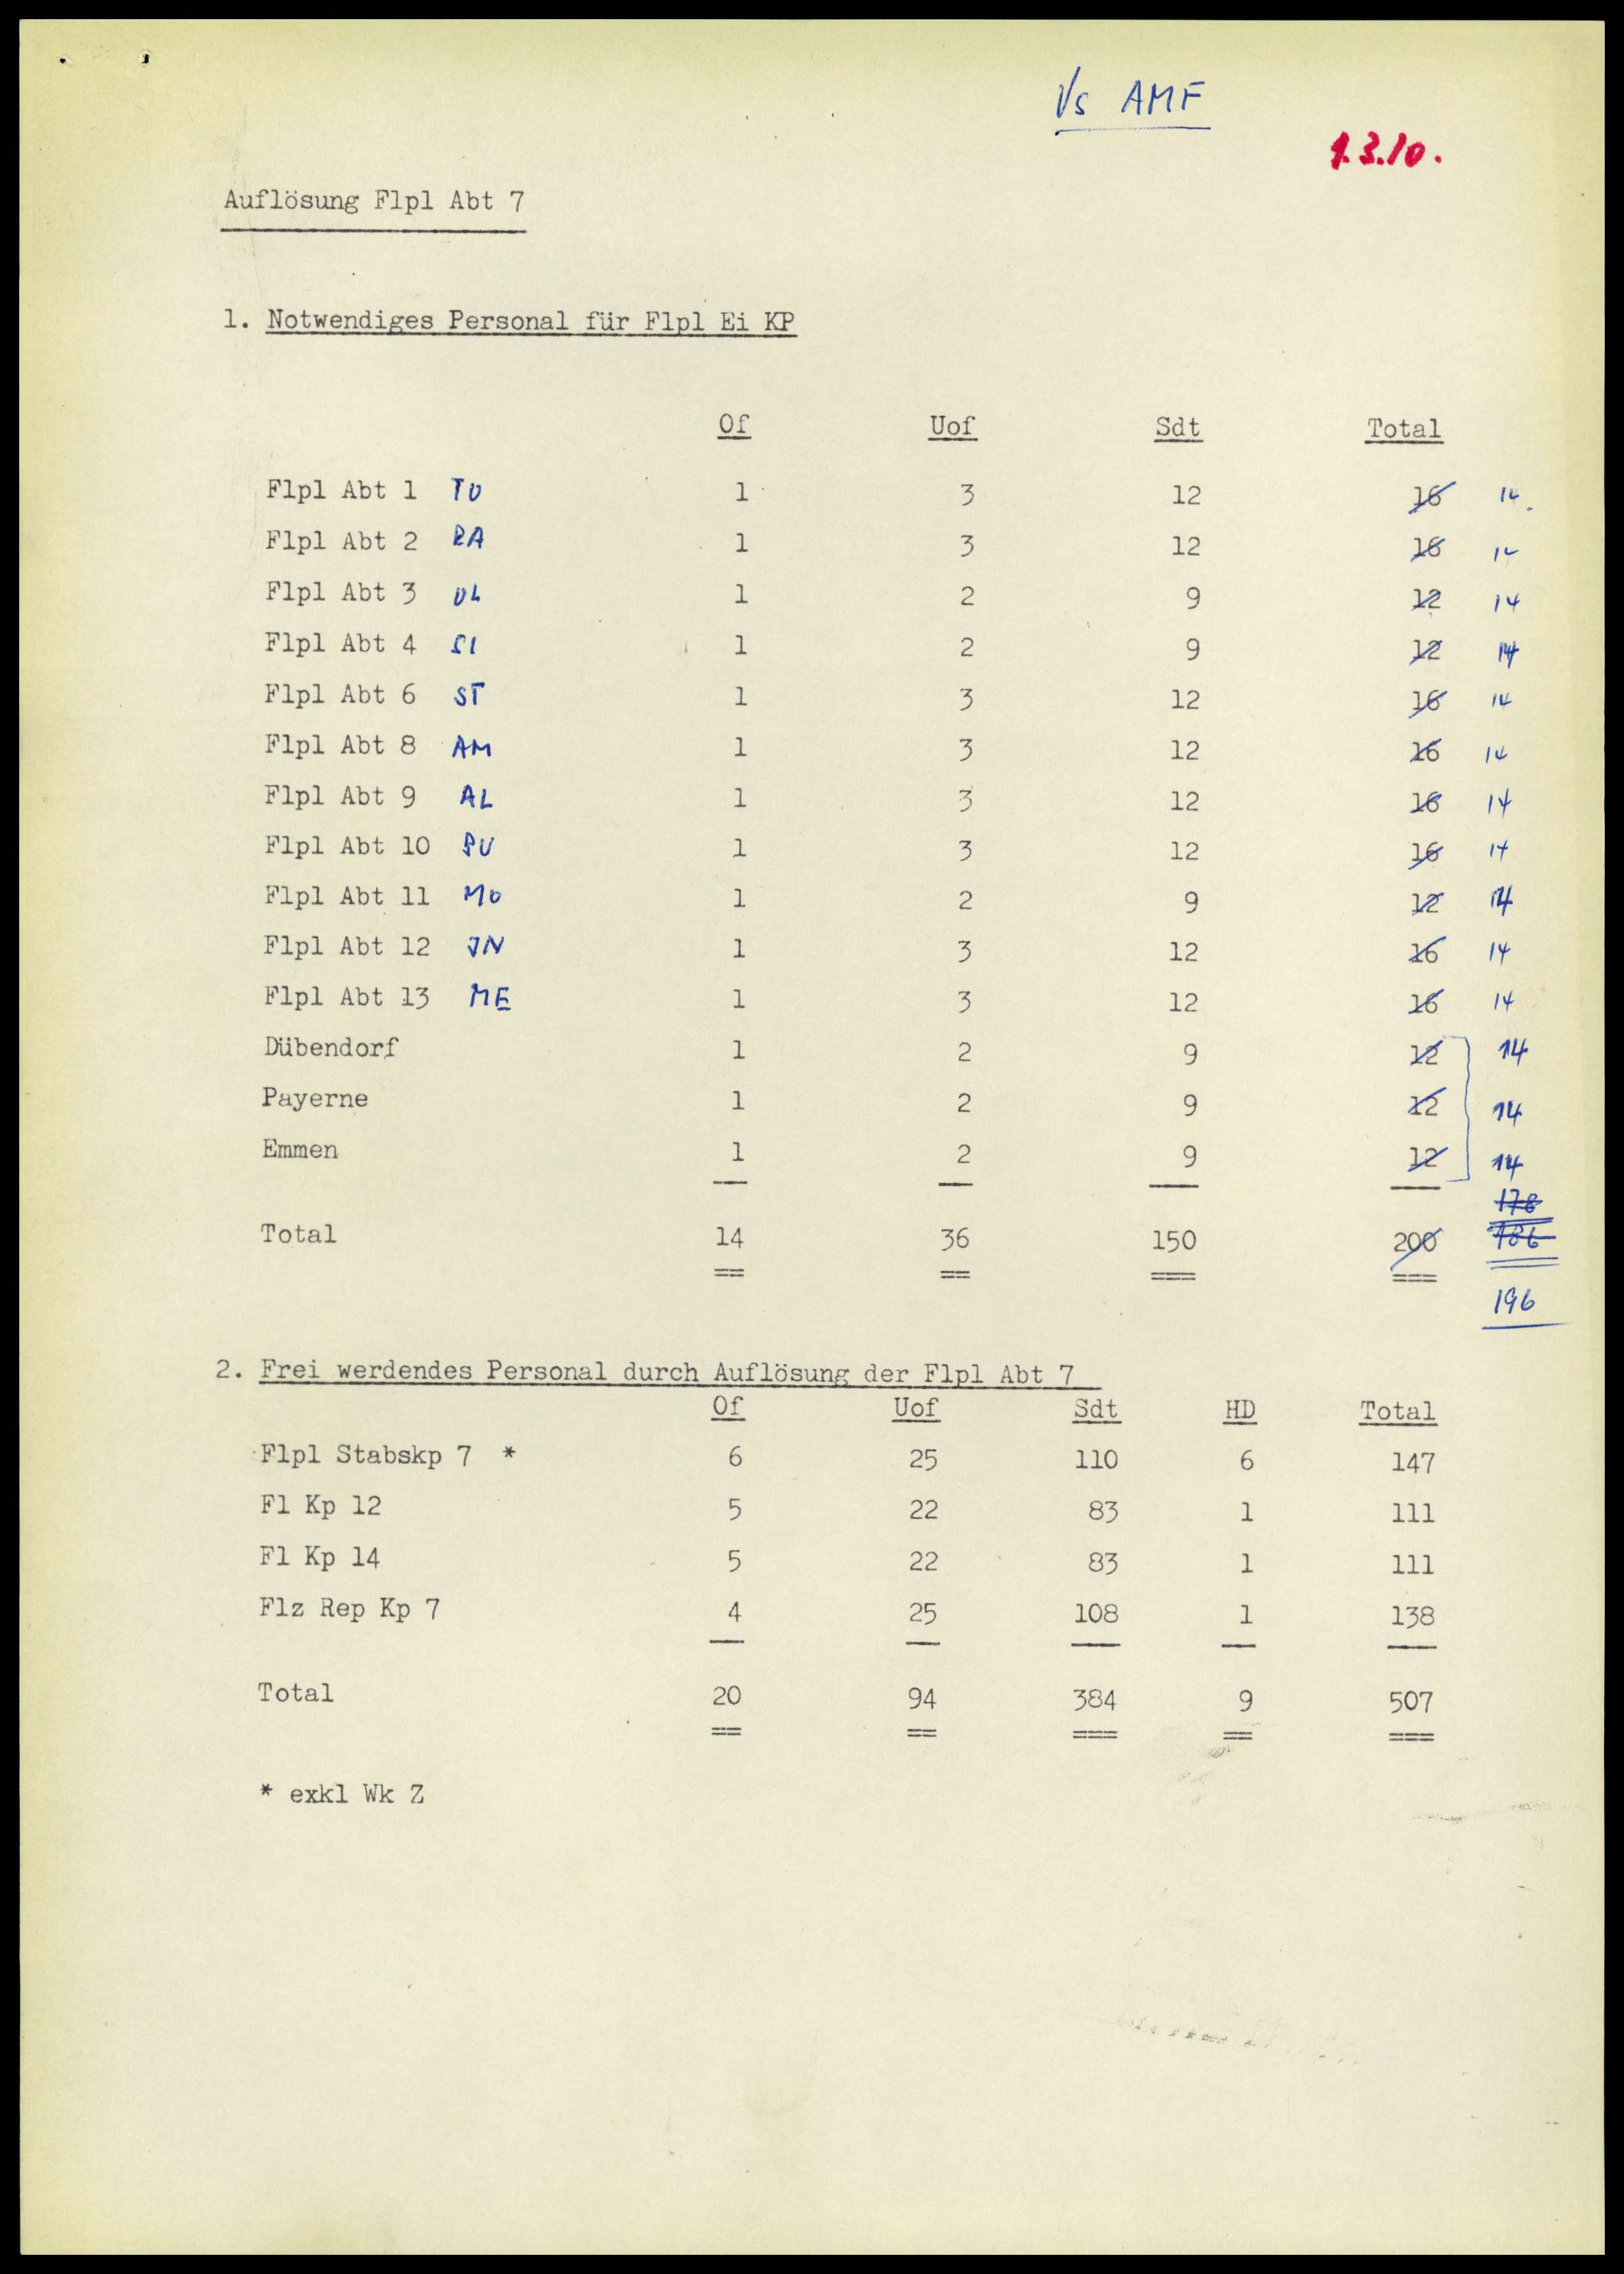 Vs AMF
1.3.10.
Auflösung Flpl Abt 7
1. Notwendiges Personal für Flpl Ei KP
Of Uof Sdt Total
Flpl Abt 1 TU 1 3 12 16 14
Flpl Abt 2 RA 1 3 12 16 14
Flpl Abt 3 UL 1 2 9 12 14
Flpl Abt 4 SI 1 2 9 12 14
Flpl Abt 6 ST 1 3 12 16 14
Flpl Abt 8 AM 1 3 12 16 14
Flpl Abt 9 AL 1 3 12 16 14
Flpl Abt 10 BU 1 3 12 16 14
Flpl Abt 11 MO 1 2 9 12 14
Flpl Abt 12 JN 1 3 12 16 14
Flpl Abt 13 ME 1 3 12 16 14
Dübendorf 1 2 9 12 14
Payerne 1 2 9 12 14
Emmen 1 2 9 12 14
178
Total 14 36 150 200 186
196
2. Frei werdendes Personal durch Auflösung der Flpl Abt 7
Of Uof Sdt HD Total
Flpl Stabskp 7 * 6 25 110 6 147
Fl Kp 12 5 22 83 1 111
Fl Kp 14 5 22 83 1 111
Flz Rep Kp 7 4 25 108 1 138
Total 20 94 384 9 507
* exkl Wk Z